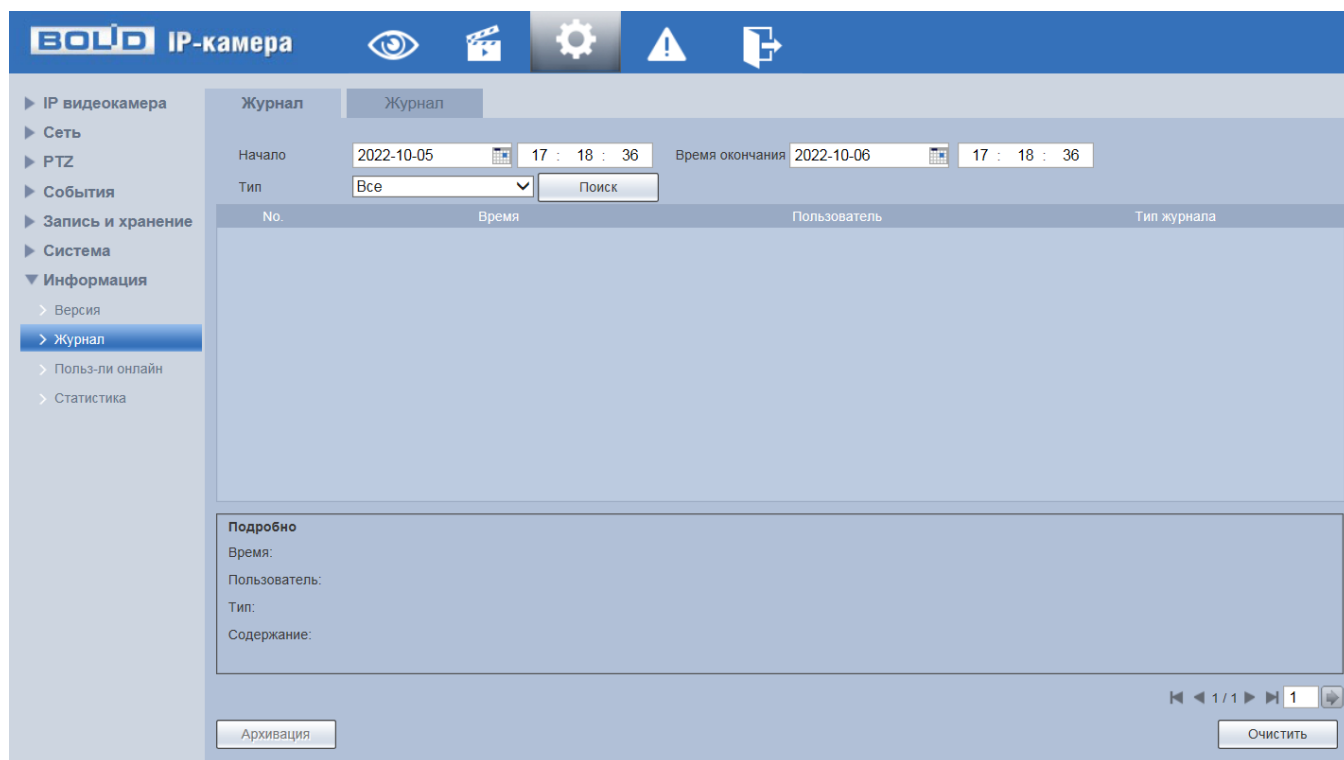 BOLID IP-камера
IP видеокамера
Сеть
PTZ
События
Запись и хранение
Система
Информация
Версия
Журнал
Польз-ли онлайн
Статистика
Журнал Журнал
Начало 2022-10-05 17 : 18 : 36 Время окончания 2022-10-06 17 : 18 : 36
Тип Все Поиск
No. Время Пользователь Тип журнала
Подробно
Время:
Пользователь:
Тип:
Содержание:
1 / 1 1
Архивация Очистить